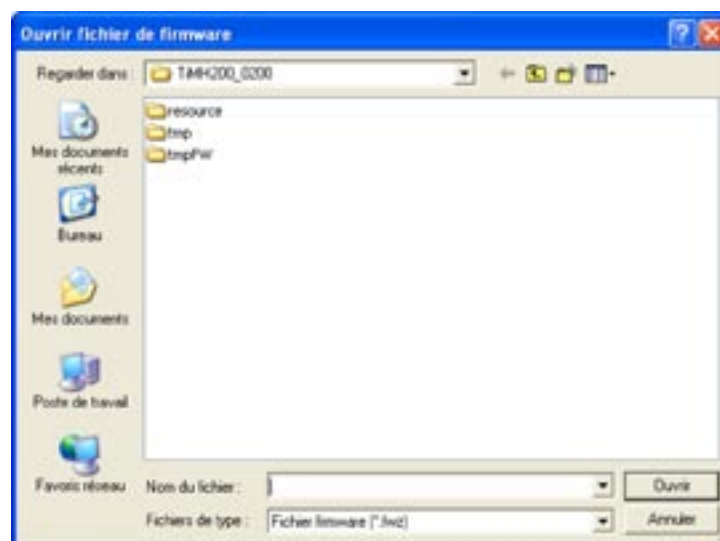 Ouvrir fichier de firmware
Regarder dans :
TiMH200_0200
resource
tmp
tmpFW
Mes documents
récents
Bureau
Mes documents
Poste de travail
Favoris réseau
Nom du fichier :
Ouvrir
Fichiers de type :
Fichier firmware (*.fwz)
Annuler